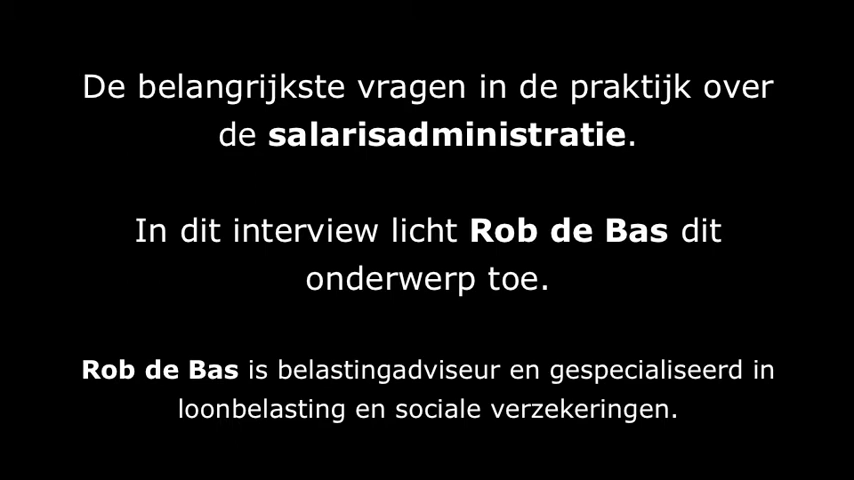 De belangrijkste vragen in de praktijk over
de salarisadministratie.
In dit interview licht Rob de Bas dit
onderwerp toe.
Rob de Bas is belastingadviseur en gespecialiseerd in
loonbelasting en sociale verzekeringen.